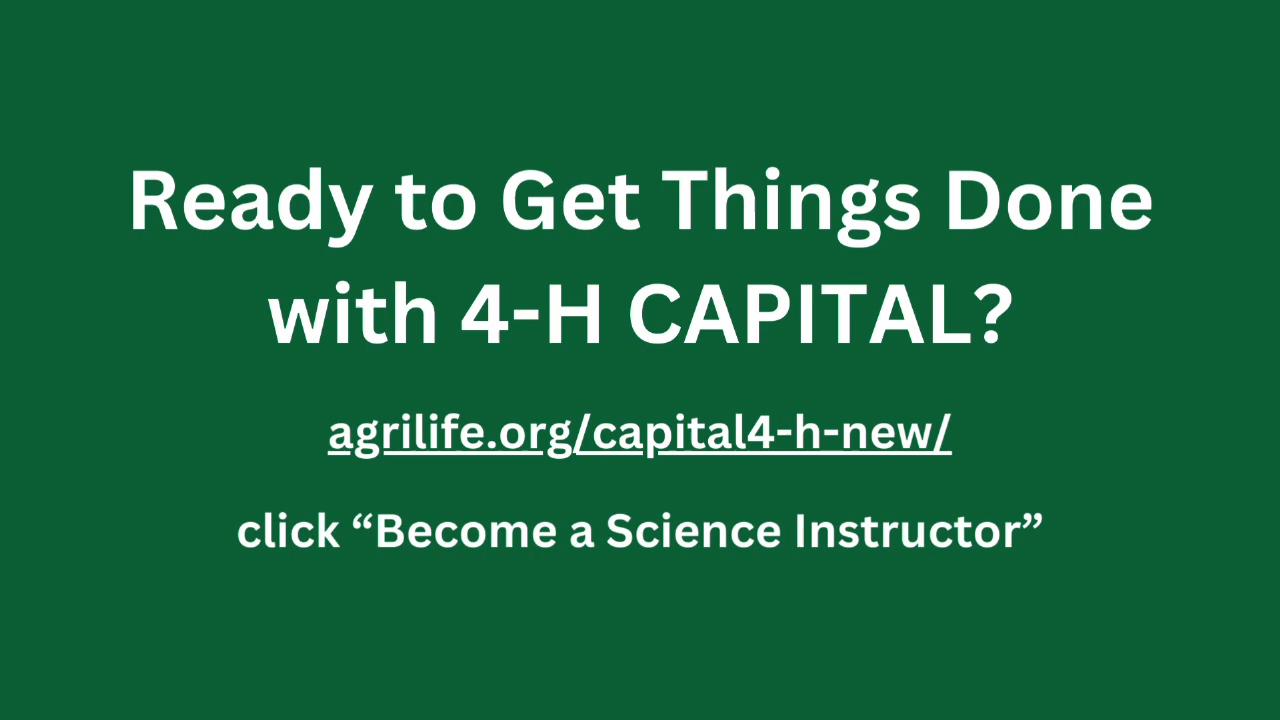 Ready to Get Things Done
with 4-H CAPITAL?
agrilife.org/capital4-h-new/
click “Become a Science Instructor”